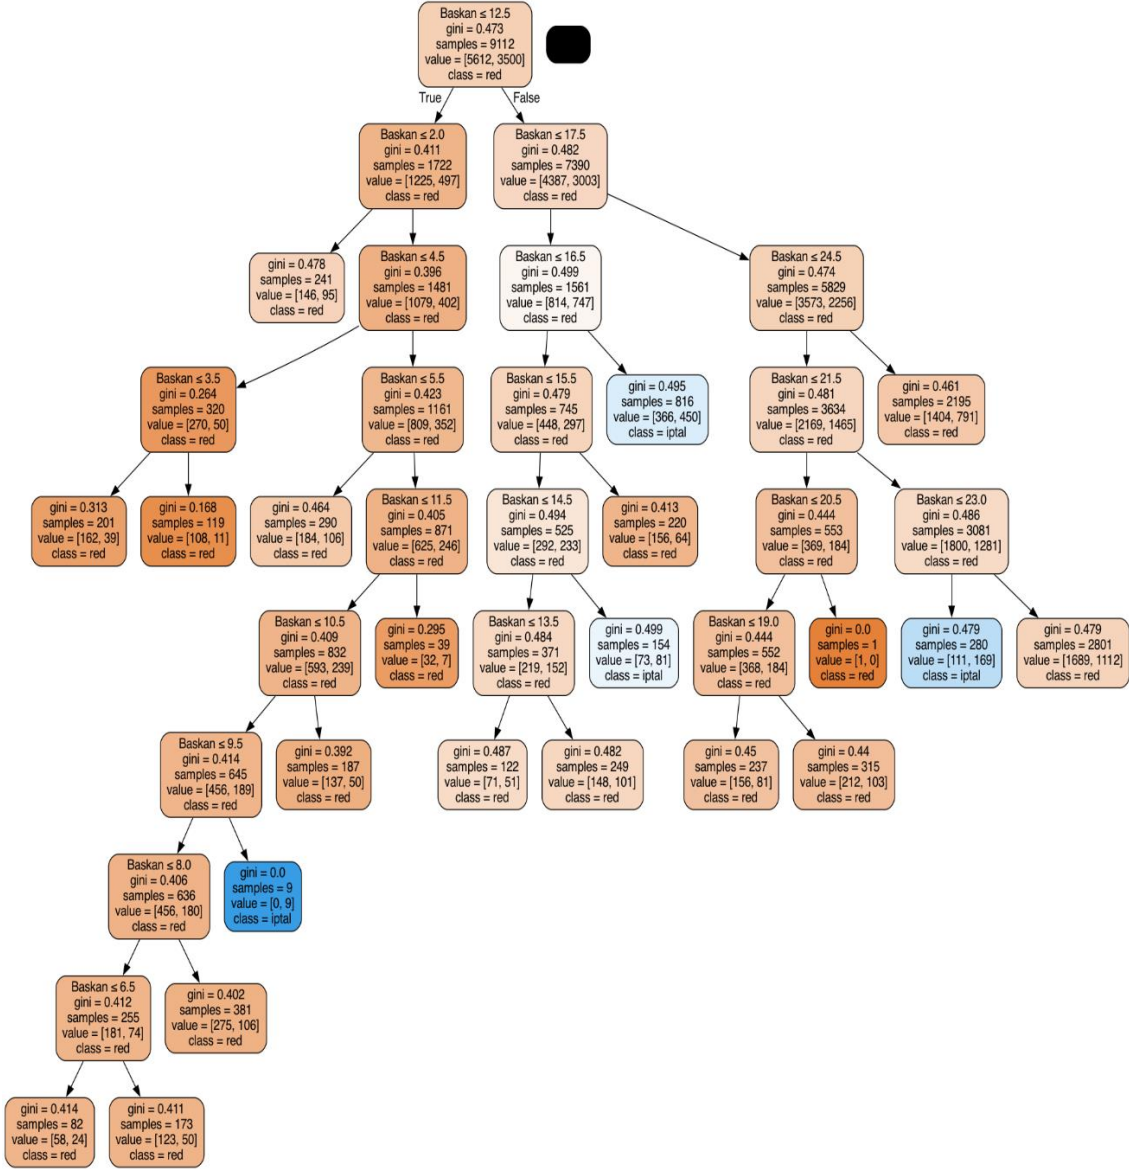 Baskan ≤ 12.5
gini = 0.473
samples = 9112
value = [5612, 3500]
class = red
True
False
Baskan ≤ 2.0
gini = 0.411
samples = 1722
value = [1225, 497]
class = red
Baskan ≤ 17.5
gini = 0.482
samples = 7390
value = [4387, 3003]
class = red
gini = 0.478
samples = 241
value = [146, 95]
class = red
Baskan ≤ 4.5
gini = 0.396
samples = 1481
value = [1079, 402]
class = red
Baskan ≤ 16.5
gini = 0.499
samples = 1561
value = [814, 747]
class = red
Baskan ≤ 24.5
gini = 0.474
samples = 5829
value = [3573, 2256]
class = red
Baskan ≤ 3.5
gini = 0.264
samples = 320
value = [270, 50]
class = red
Baskan ≤ 5.5
gini = 0.423
samples = 1161
value = [809, 352]
class = red
Baskan ≤ 15.5
gini = 0.479
samples = 745
value = [448, 297]
class = red
gini = 0.495
samples = 816
value = [366, 450]
class = iptal
Baskan ≤ 21.5
gini = 0.481
samples = 3634
value = [2169, 1465]
class = red
gini = 0.461
samples = 2195
value = [1404, 791]
class = red
gini = 0.313
samples = 201
value = [162, 39]
class = red
gini = 0.168
samples = 119
value = [108, 11]
class = red
gini = 0.464
samples = 290
value = [184, 106]
class = red
Baskan ≤ 11.5
gini = 0.405
samples = 871
value = [625, 246]
class = red
Baskan ≤ 14.5
gini = 0.494
samples = 525
value = [292, 233]
class = red
gini = 0.413
samples = 220
value = [156, 64]
class = red
Baskan ≤ 20.5
gini = 0.444
samples = 553
value = [369, 184]
class = red
Baskan ≤ 23.0
gini = 0.486
samples = 3081
value = [1800, 1281]
class = red
Baskan ≤ 10.5
gini = 0.409
samples = 832
value = [593, 239]
class = red
gini = 0.295
samples = 39
value = [32, 7]
class = red
Baskan ≤ 13.5
gini = 0.484
samples = 371
value = [219, 152]
class = red
gini = 0.499
samples = 154
value = [73, 81]
class = iptal
Baskan ≤ 19.0
gini = 0.444
samples = 552
value = [368, 184]
class = red
gini = 0.0
samples = 1
value = [1, 0]
class = red
gini = 0.479
samples = 280
value = [111, 169]
class = iptal
gini = 0.479
samples = 2801
value = [1689, 1112]
class = red
Baskan ≤ 9.5
gini = 0.414
samples = 645
value = [456, 189]
class = red
gini = 0.392
samples = 187
value = [137, 50]
class = red
gini = 0.487
samples = 122
value = [71, 51]
class = red
gini = 0.482
samples = 249
value = [148, 101]
class = red
gini = 0.45
samples = 237
value = [156, 81]
class = red
gini = 0.44
samples = 315
value = [212, 103]
class = red
Baskan ≤ 8.0
gini = 0.406
samples = 636
value = [456, 180]
class = red
gini = 0.0
samples = 9
value = [0, 9]
class = iptal
Baskan ≤ 6.5
gini = 0.412
samples = 255
value = [181, 74]
class = red
gini = 0.402
samples = 381
value = [275, 106]
class = red
gini = 0.414
samples = 82
value = [58, 24]
class = red
gini = 0.411
samples = 173
value = [123, 50]
class = red